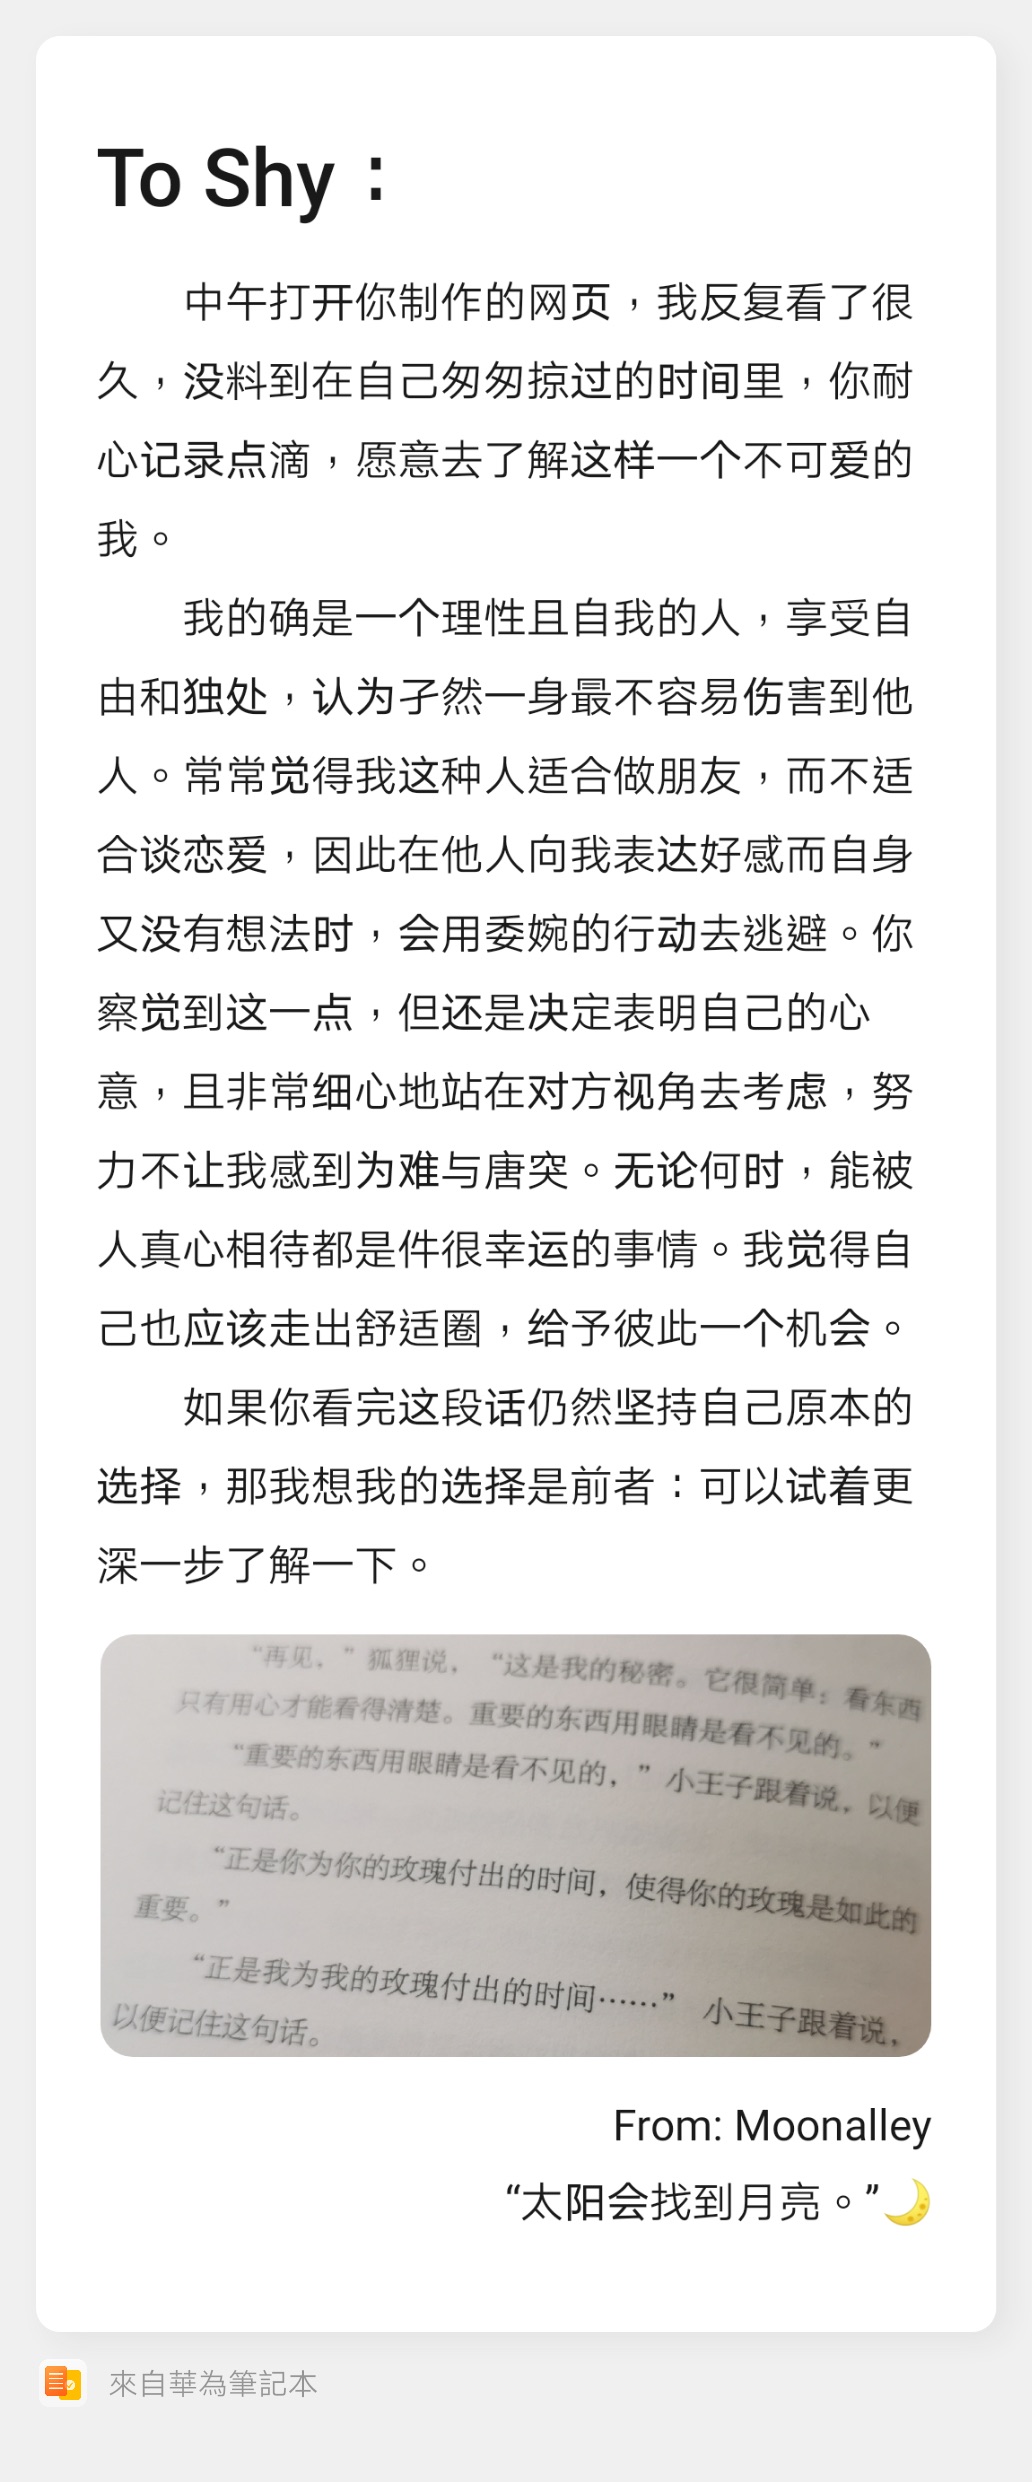 To Shy：
中午打开你制作的网页，我反复看了很
久，没料到在自己匆匆掠过的时间里，你耐
心记录点滴，愿意去了解这样一个不可爱的
我。
我的确是一个理性且自我的人，享受自
由和独处，认为孑然一身最不容易伤害到他
人。常常觉得我这种人适合做朋友，而不适
合谈恋爱，因此在他人向我表达好感而自身
又没有想法时，会用委婉的行动去逃避。你
察觉到这一点，但还是决定表明自己的心
意，且非常细心地站在对方视角去考虑，努
力不让我感到为难与唐突。无论何时，能被
人真心相待都是件很幸运的事情。我觉得自
己也应该走出舒适圈，给予彼此一个机会。
如果你看完这段话仍然坚持自己原本的
选择，那我想我的选择是前者：可以试着更
深一步了解一下。
“再见，”狐狸说，“这是我的秘密。它很简单：看东西
只有用心才能看得清楚。重要的东西用眼睛是看不见的。”
“重要的东西用眼睛是看不见的，”小王子跟着说，以便
记住这句话。
“正是你为你的玫瑰付出的时间，使得你的玫瑰是如此的
重要。”
“正是我为我的玫瑰付出的时间……”小王子跟着说，
以便记住这句话。
From: Moonalley
“太阳会找到月亮。”🌙
來自華為筆記本